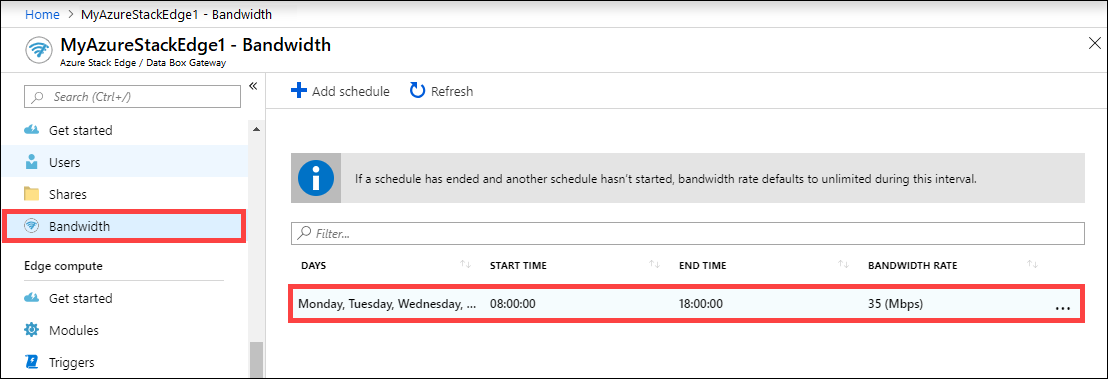 Home > MyAzureStackEdge1 - Bandwidth
MyAzureStackEdge1 - Bandwidth
Azure Stack Edge / Data Box Gateway
Search (Ctrl+/)
«
Get started
Users
Shares
Bandwidth
Edge compute
Get started
Modules
Triggers
Add schedule Refresh
If a schedule has ended and another schedule hasn't started, bandwidth rate defaults to unlimited during this interval.
Filter...
DAYS START TIME END TIME BANDWIDTH RATE
Monday, Tuesday, Wednesday, ... 08:00:00 18:00:00 35 (Mbps) ...